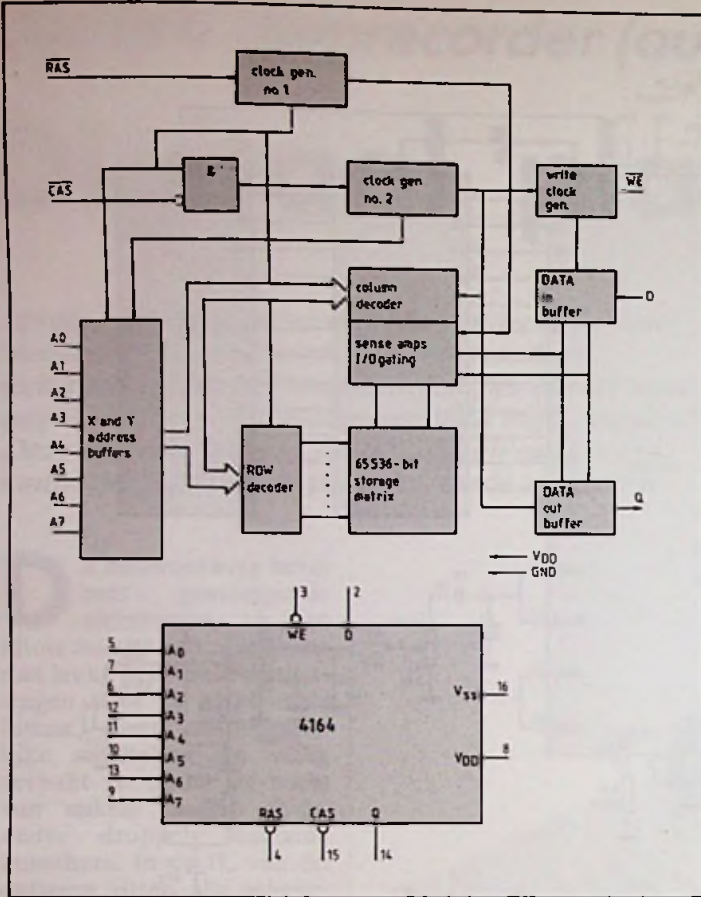 RAS
clock gen.
no 1
CAS
&
clock gen
no. 2
write
clock
gen.
WE
column
decoder
DATA
in
buffer
D
sense amps
I/O gating
A0
A1
A2
A3
A4
A5
A6
A7
X and Y
address
buffers
ROW
decoder
65536-bit
storage
matrix
DATA
out
buffer
Q
VDD
GND
3
2
WE
D
5
7
6
12
11
10
13
9
A0
A1
A2
A3
A4
A5
A6
A7
4164
VSS
16
VDD
8
RAS
CAS
Q
4
15
14